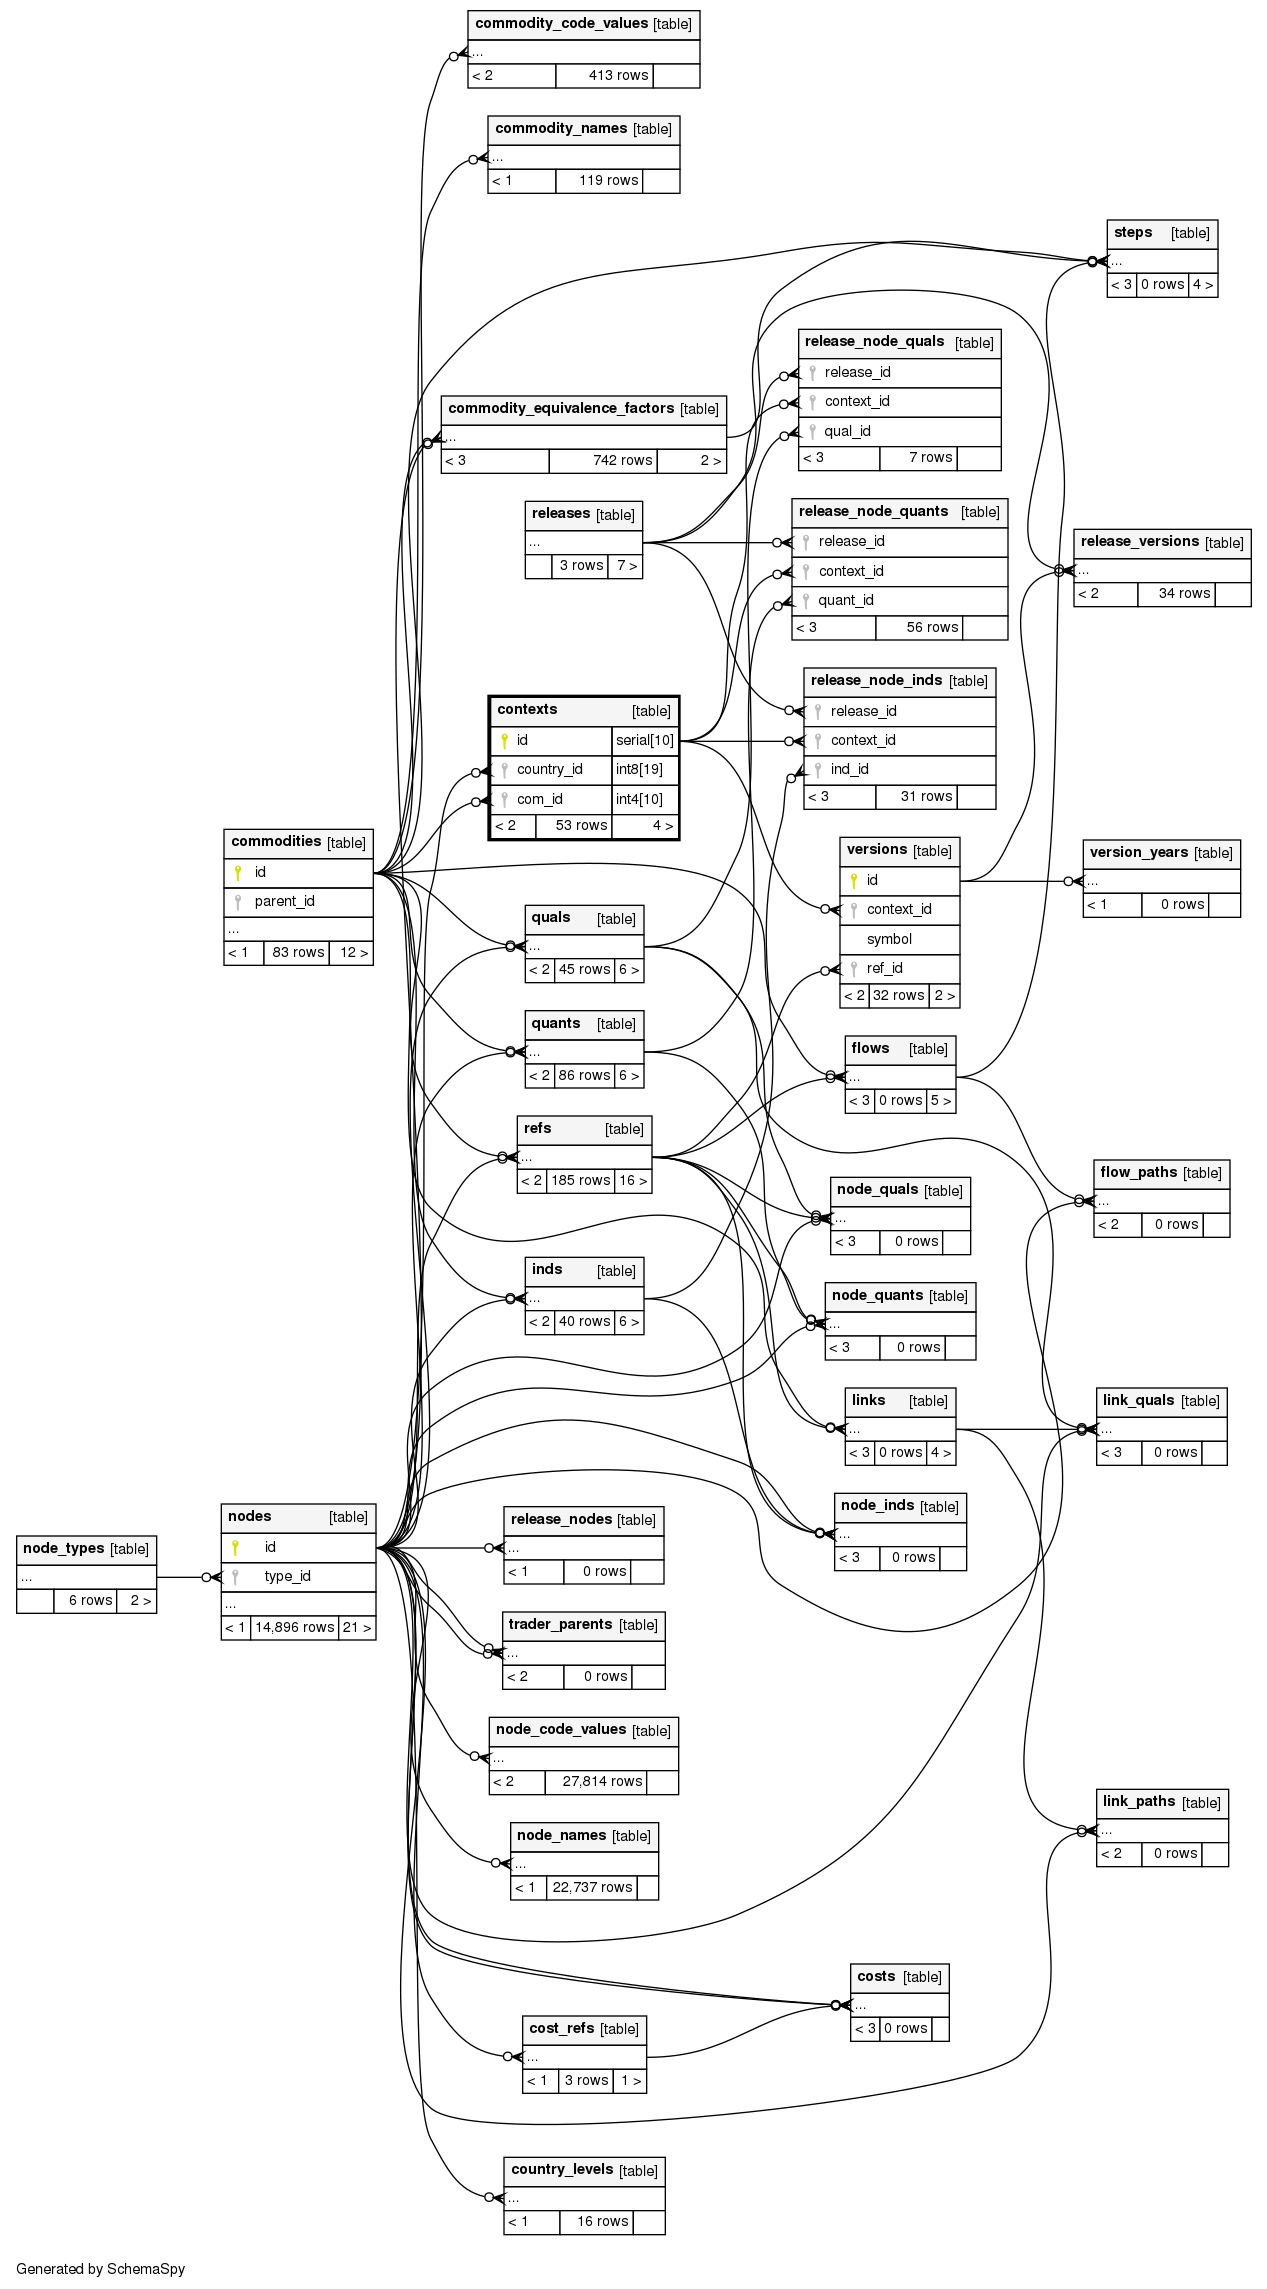 commodity_code_values [table]
...
< 2 413 rows
commodity_names [table]
...
< 1 119 rows
steps [table]
...
< 3 0 rows 4 >
release_node_quals [table]
release_id
context_id
qual_id
< 3 7 rows
commodity_equivalence_factors [table]
...
< 3 742 rows 2 >
releases [table]
...
3 rows 7 >
release_node_quants [table]
release_id
context_id
quant_id
< 3 56 rows
release_versions [table]
...
< 2 34 rows
release_node_inds [table]
release_id
context_id
ind_id
< 3 31 rows
contexts [table]
id serial[10]
country_id int8[19]
com_id int4[10]
< 2 53 rows 4 >
commodities [table]
id
parent_id
...
< 1 83 rows 12 >
versions [table]
id
context_id
symbol
ref_id
< 2 32 rows 2 >
version_years [table]
...
< 1 0 rows
quals [table]
...
< 2 45 rows 6 >
quants [table]
...
< 2 86 rows 6 >
flows [table]
...
< 3 0 rows 5 >
refs [table]
...
< 2 185 rows 16 >
flow_paths [table]
...
< 2 0 rows
node_quals [table]
...
< 3 0 rows
inds [table]
...
< 2 40 rows 6 >
node_quants [table]
...
< 3 0 rows
links [table]
...
< 3 0 rows 4 >
link_quals [table]
...
< 3 0 rows
node_inds [table]
...
< 3 0 rows
node_types [table]
...
6 rows 2 >
nodes [table]
id
type_id
...
< 1 14,896 rows 21 >
release_nodes [table]
...
< 1 0 rows
trader_parents [table]
...
< 2 0 rows
node_code_values [table]
...
< 2 27,814 rows
node_names [table]
...
< 1 22,737 rows
link_paths [table]
...
< 2 0 rows
costs [table]
...
< 3 0 rows
cost_refs [table]
...
< 1 3 rows 1 >
country_levels [table]
...
< 1 16 rows
Generated by SchemaSpy